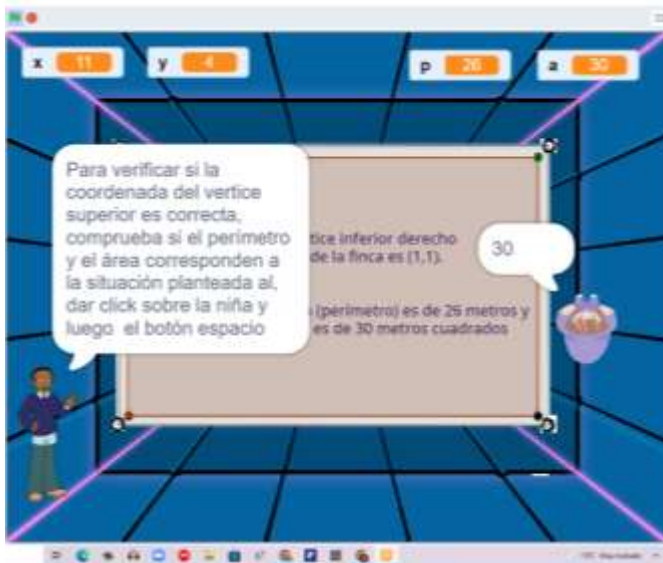 x 11 y 4 p 26 a 30
Para verificar si la
coordenada del vertice
superior es correcta,
comprueba si el perímetro
y el área corresponden a
la situación planteada al,
dar click sobre la niña y
luego el botón espacio
tice inferior derecho
de la finca es (1,1).
30
(perímetro) es de 26 metros y
es de 30 metros cuadrados